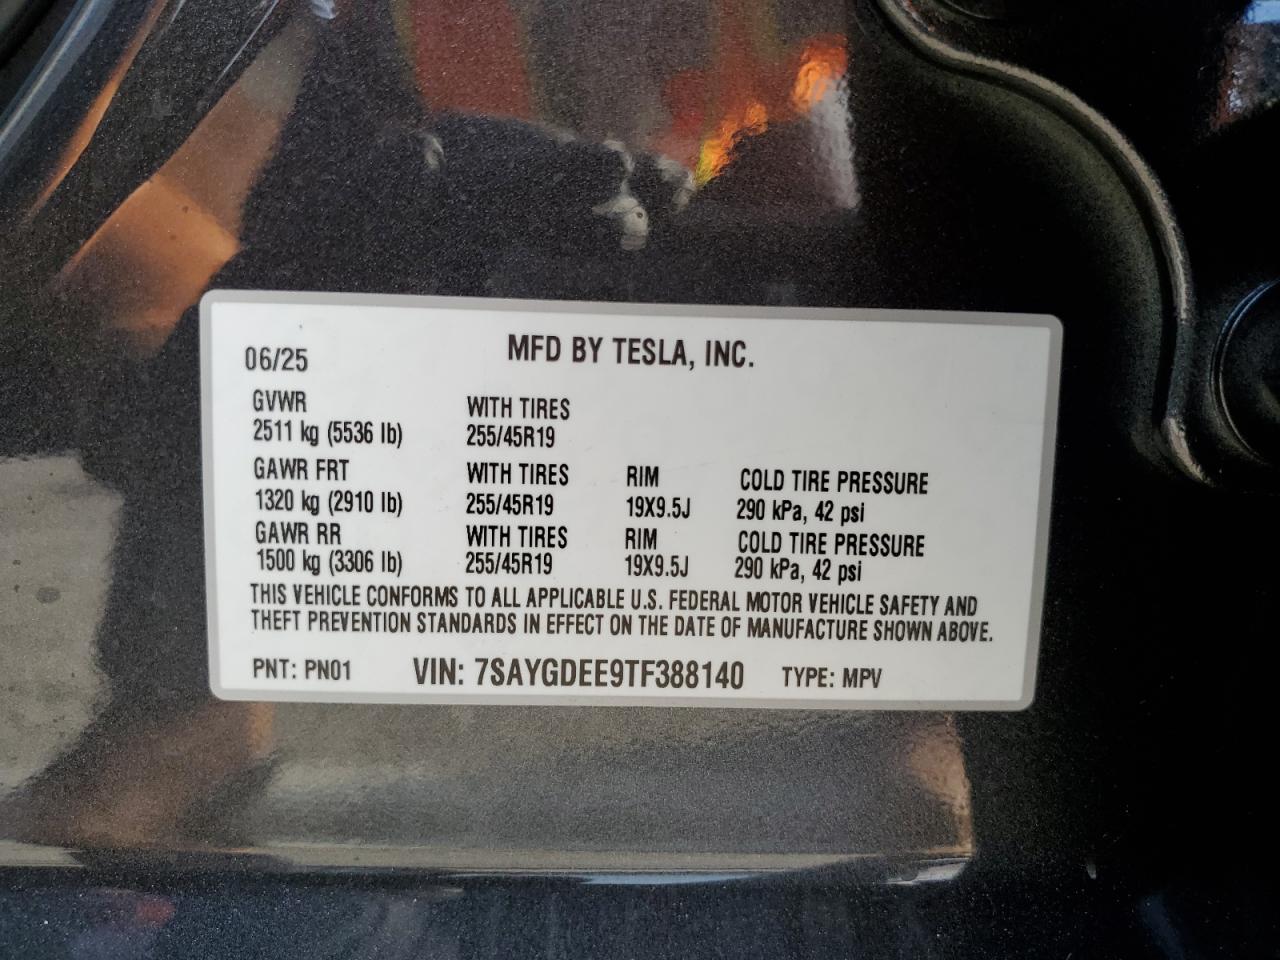 06/25 MFD BY TESLA, INC.
GVWR WITH TIRES
2511 kg (5536 lb) 255/45R19
GAWR FRT WITH TIRES RIM COLD TIRE PRESSURE
1320 kg (2910 lb) 255/45R19 19X9.5J 290 kPa, 42 psi
GAWR RR WITH TIRES RIM COLD TIRE PRESSURE
1500 kg (3306 lb) 255/45R19 19X9.5J 290 kPa, 42 psi
THIS VEHICLE CONFORMS TO ALL APPLICABLE U.S. FEDERAL MOTOR VEHICLE SAFETY AND
THEFT PREVENTION STANDARDS IN EFFECT ON THE DATE OF MANUFACTURE SHOWN ABOVE.
PNT: PN01 VIN: 7SAYGDEE9TF388140 TYPE: MPV